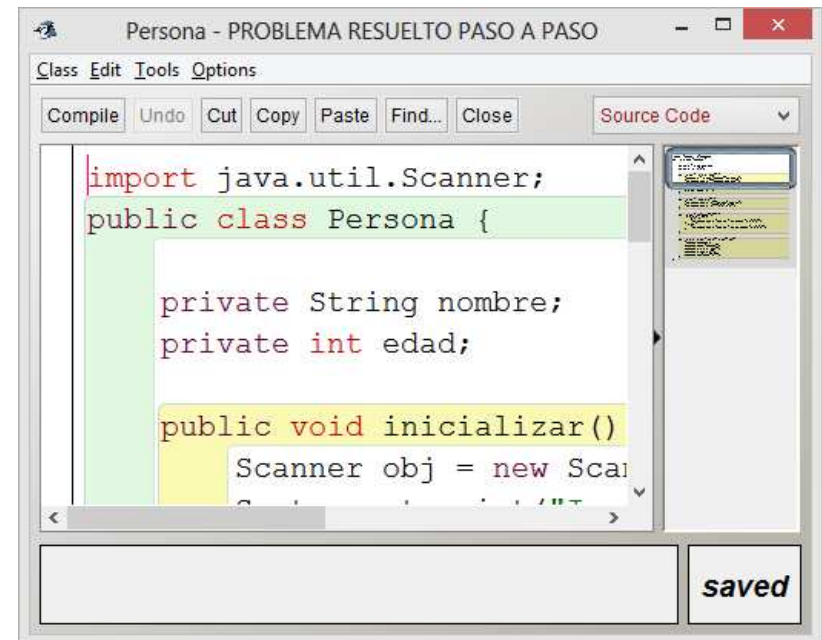 Persona - PROBLEMA RESUELTO PASO A PASO
Class Edit Tools Options
Compile Undo Cut Copy Paste Find... Close Source Code
import java.util.Scanner;
public class Persona {
private String nombre;
private int edad;
public void inicializar()
Scanner obj = new Scan
saved